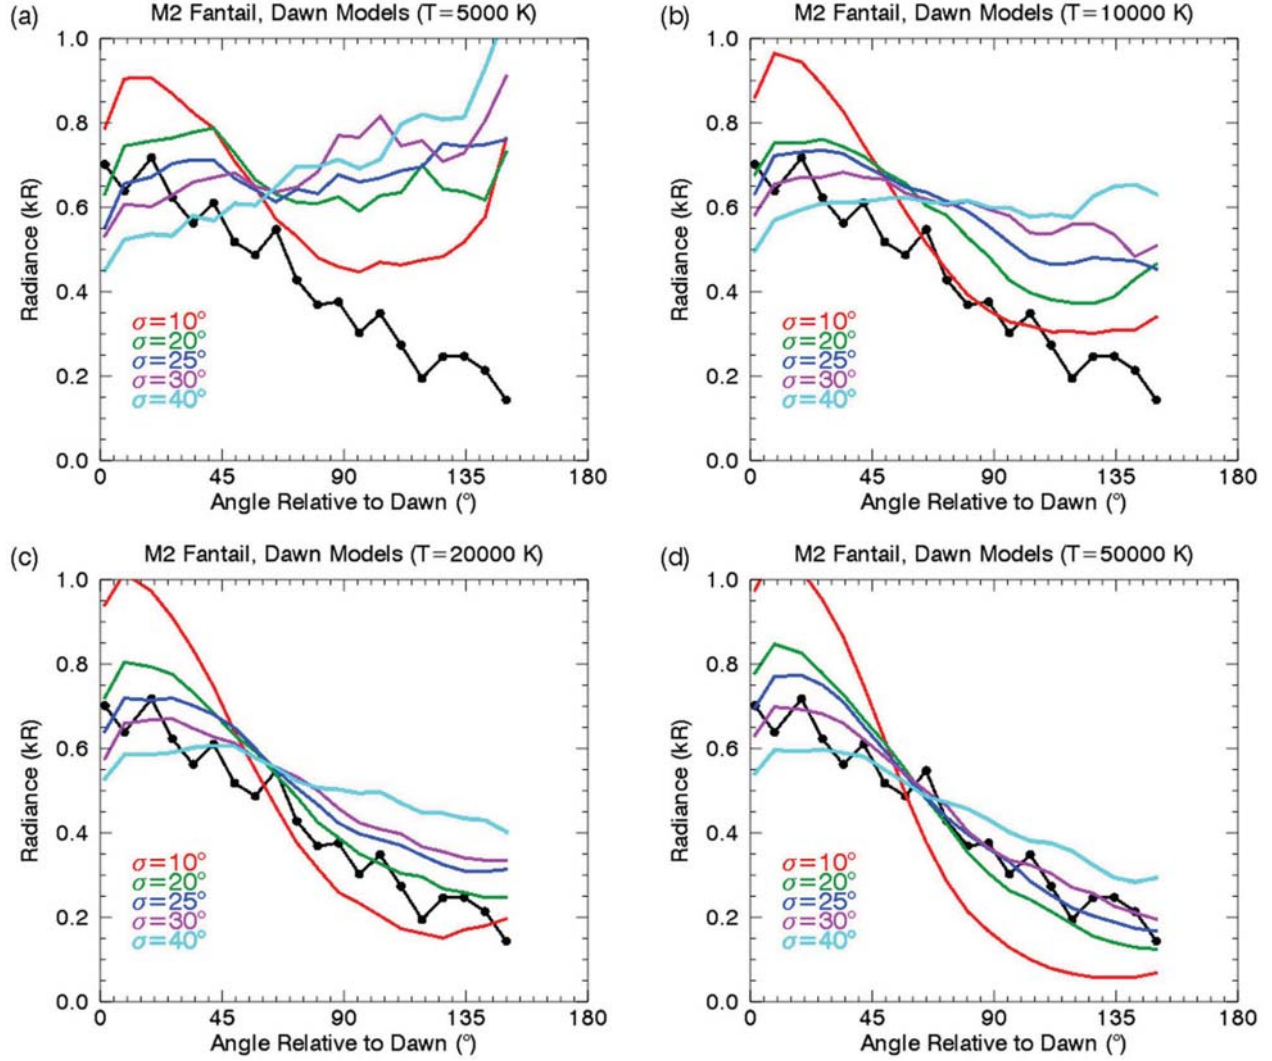 (a) M2 Fantail, Dawn Models (T=5000 K)
1.0
0.8
0.6
0.4
0.2
0.0
Radiance (kR)
σ=10°
σ=20°
σ=25°
σ=30°
σ=40°
0 45 90 135 180
Angle Relative to Dawn (°)
(b) M2 Fantail, Dawn Models (T=10000 K)
1.0
0.8
0.6
0.4
0.2
0.0
Radiance (kR)
σ=10°
σ=20°
σ=25°
σ=30°
σ=40°
0 45 90 135 180
Angle Relative to Dawn (°)
(c) M2 Fantail, Dawn Models (T=20000 K)
1.0
0.8
0.6
0.4
0.2
0.0
Radiance (kR)
σ=10°
σ=20°
σ=25°
σ=30°
σ=40°
0 45 90 135 180
Angle Relative to Dawn (°)
(d) M2 Fantail, Dawn Models (T=50000 K)
1.0
0.8
0.6
0.4
0.2
0.0
Radiance (kR)
σ=10°
σ=20°
σ=25°
σ=30°
σ=40°
0 45 90 135 180
Angle Relative to Dawn (°)